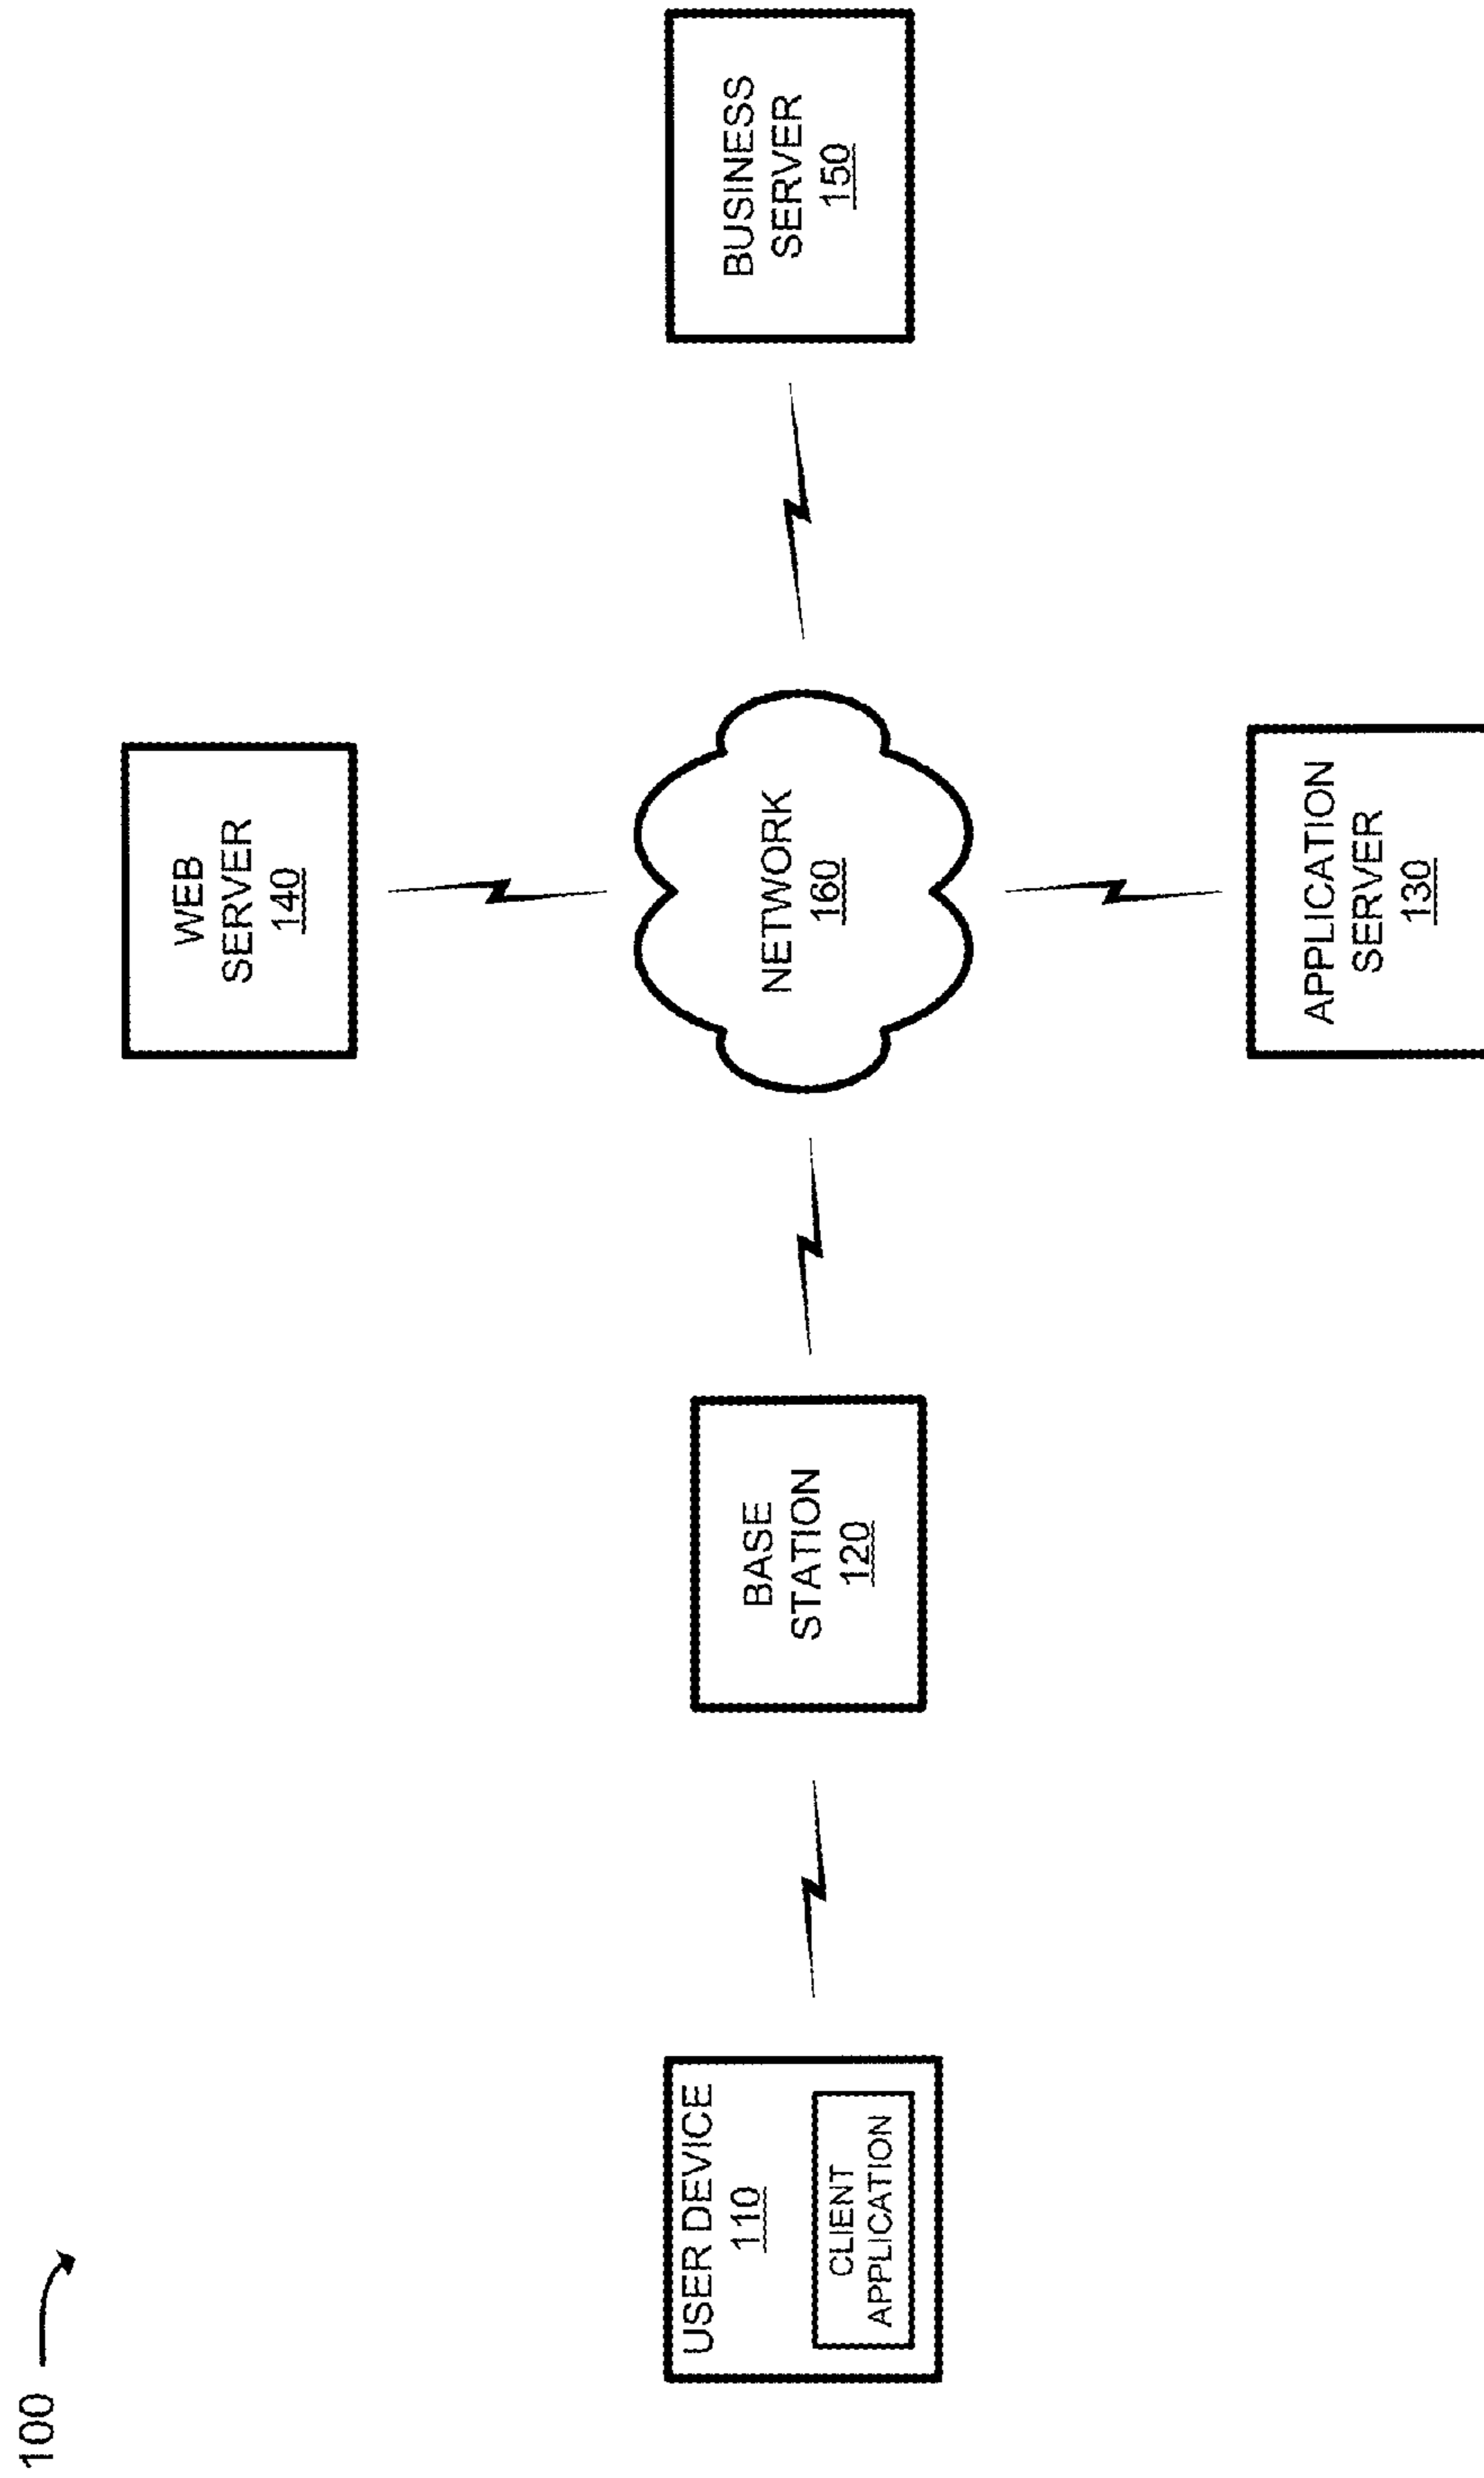 100
WEB
SERVER
140
USER DEVICE
110
CLIENT
APPLICATION
BASE
STATION
120
NETWORK
160
BUSINESS
SERVER
150
APPLICATION
SERVER
130